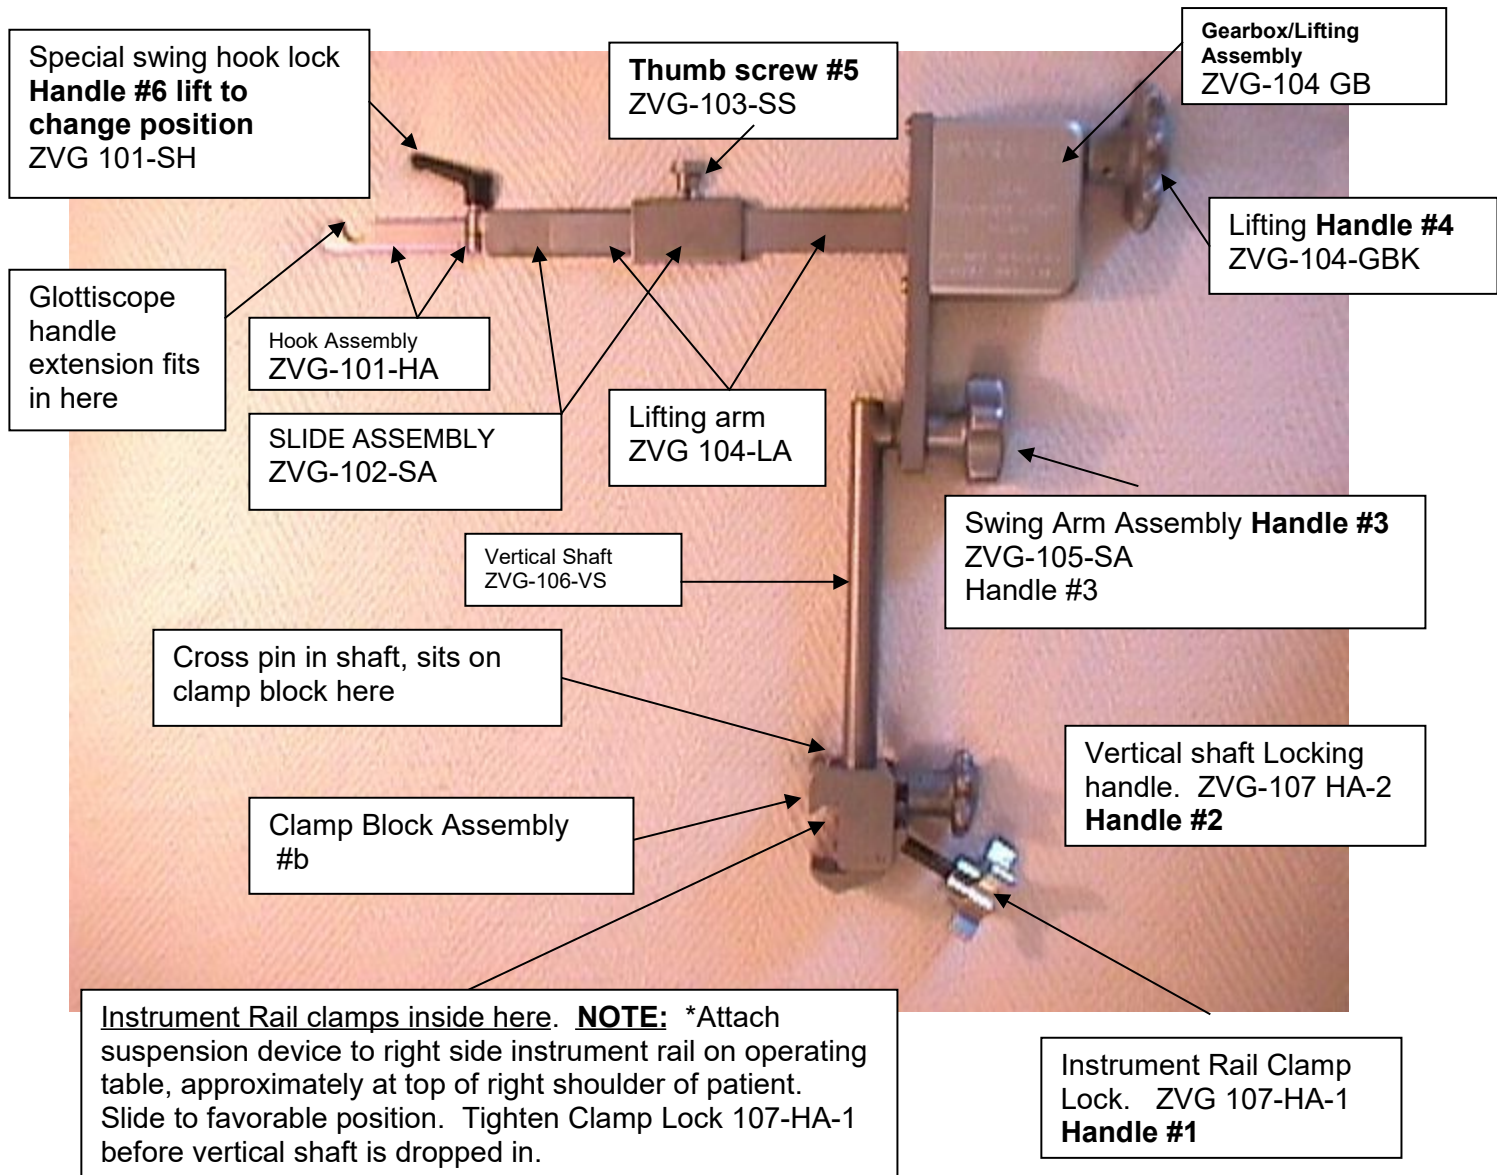 Special swing hook lock
Handle #6 lift to
change position
ZVG 101-SH
Thumb screw #5
ZVG-103-SS
Gearbox/Lifting
Assembly
ZVG-104 GB
Lifting Handle #4
ZVG-104-GBK
Glottiscope
handle
extension fits
in here
Hook Assembly
ZVG-101-HA
SLIDE ASSEMBLY
ZVG-102-SA
Lifting arm
ZVG 104-LA
Swing Arm Assembly Handle #3
ZVG-105-SA
Handle #3
Vertical Shaft
ZVG-106-VS
Cross pin in shaft, sits on
clamp block here
Vertical shaft Locking
handle. ZVG-107 HA-2
Handle #2
Clamp Block Assembly
#b
Instrument Rail clamps inside here. NOTE: *Attach
suspension device to right side instrument rail on operating
table, approximately at top of right shoulder of patient.
Slide to favorable position. Tighten Clamp Lock 107-HA-1
before vertical shaft is dropped in.
Instrument Rail Clamp
Lock. ZVG 107-HA-1
Handle #1